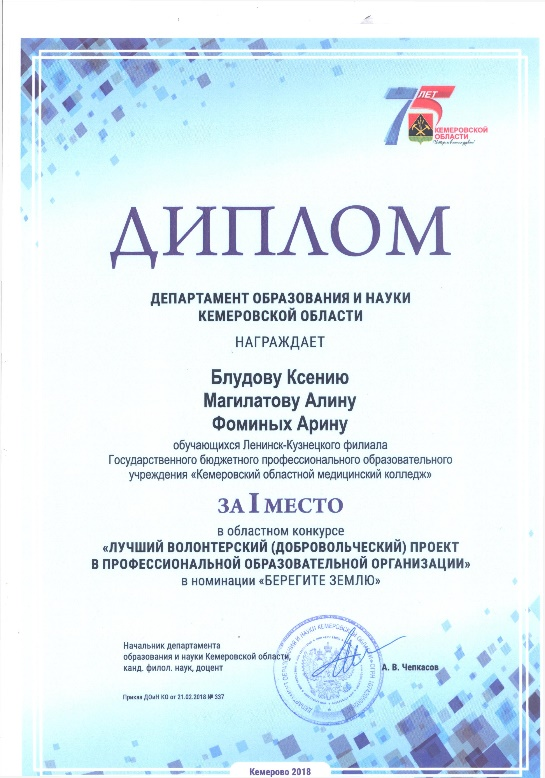 75 ЛЕТ
КЕМЕРОВСКОЙ
ОБЛАСТИ
ДИПЛОМ
ДЕПАРТАМЕНТ ОБРАЗОВАНИЯ И НАУКИ
КЕМЕРОВСКОЙ ОБЛАСТИ
НАГРАЖДАЕТ
Блудову Ксению
Магилатову Алину
Фоминых Арину
обучающихся Ленинск-Кузнецкого филиала
Государственного бюджетного профессионального образовательного
учреждения «Кемеровский областной медицинский колледж»
ЗА I МЕСТО
в областном конкурсе
«ЛУЧШИЙ ВОЛОНТЕРСКИЙ (ДОБРОВОЛЬЧЕСКИЙ) ПРОЕКТ
В ПРОФЕССИОНАЛЬНОЙ ОБРАЗОВАТЕЛЬНОЙ ОРГАНИЗАЦИИ»
в номинации «БЕРЕГИТЕ ЗЕМЛЮ»
Начальник департамента
образования и науки Кемеровской области,
канд. филол. наук, доцент
А. В. Чепкасов
Приказ ДОиН КО от 21.02.2018 № 337
Кемерово 2018